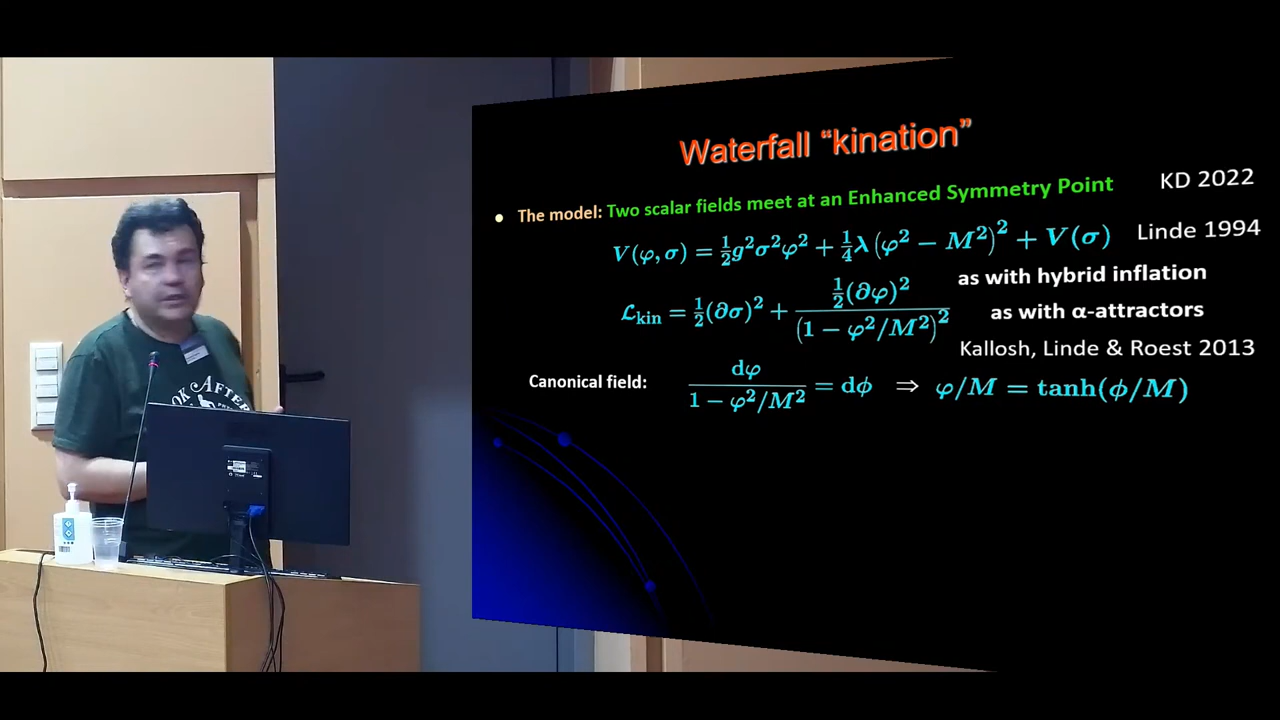 Waterfall “kination”
• The model: Two scalar fields meet at an Enhanced Symmetry Point KD 2022
V(φ, σ) = ½g²σ²φ² + ¼λ(φ² − M²)² + V(σ) Linde 1994
as with hybrid inflation
ℒkin = ½(∂σ)² + ½(∂φ)² / (1 − φ²/M²)² as with α-attractors
Kallosh, Linde & Roest 2013
Canonical field: dφ / (1 − φ²/M²) = dϕ ⇒ φ/M = tanh(ϕ/M)
OK AFTER